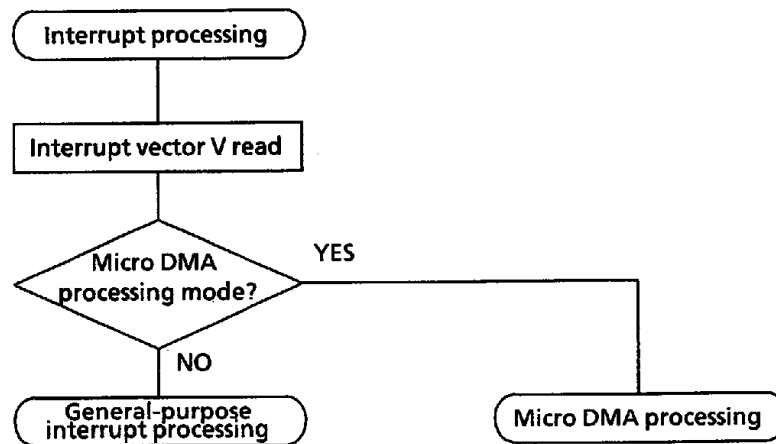 Interrupt processing
Interrupt vector V read
Micro DMA
processing mode?
YES
NO
General-purpose
interrupt processing
Micro DMA processing